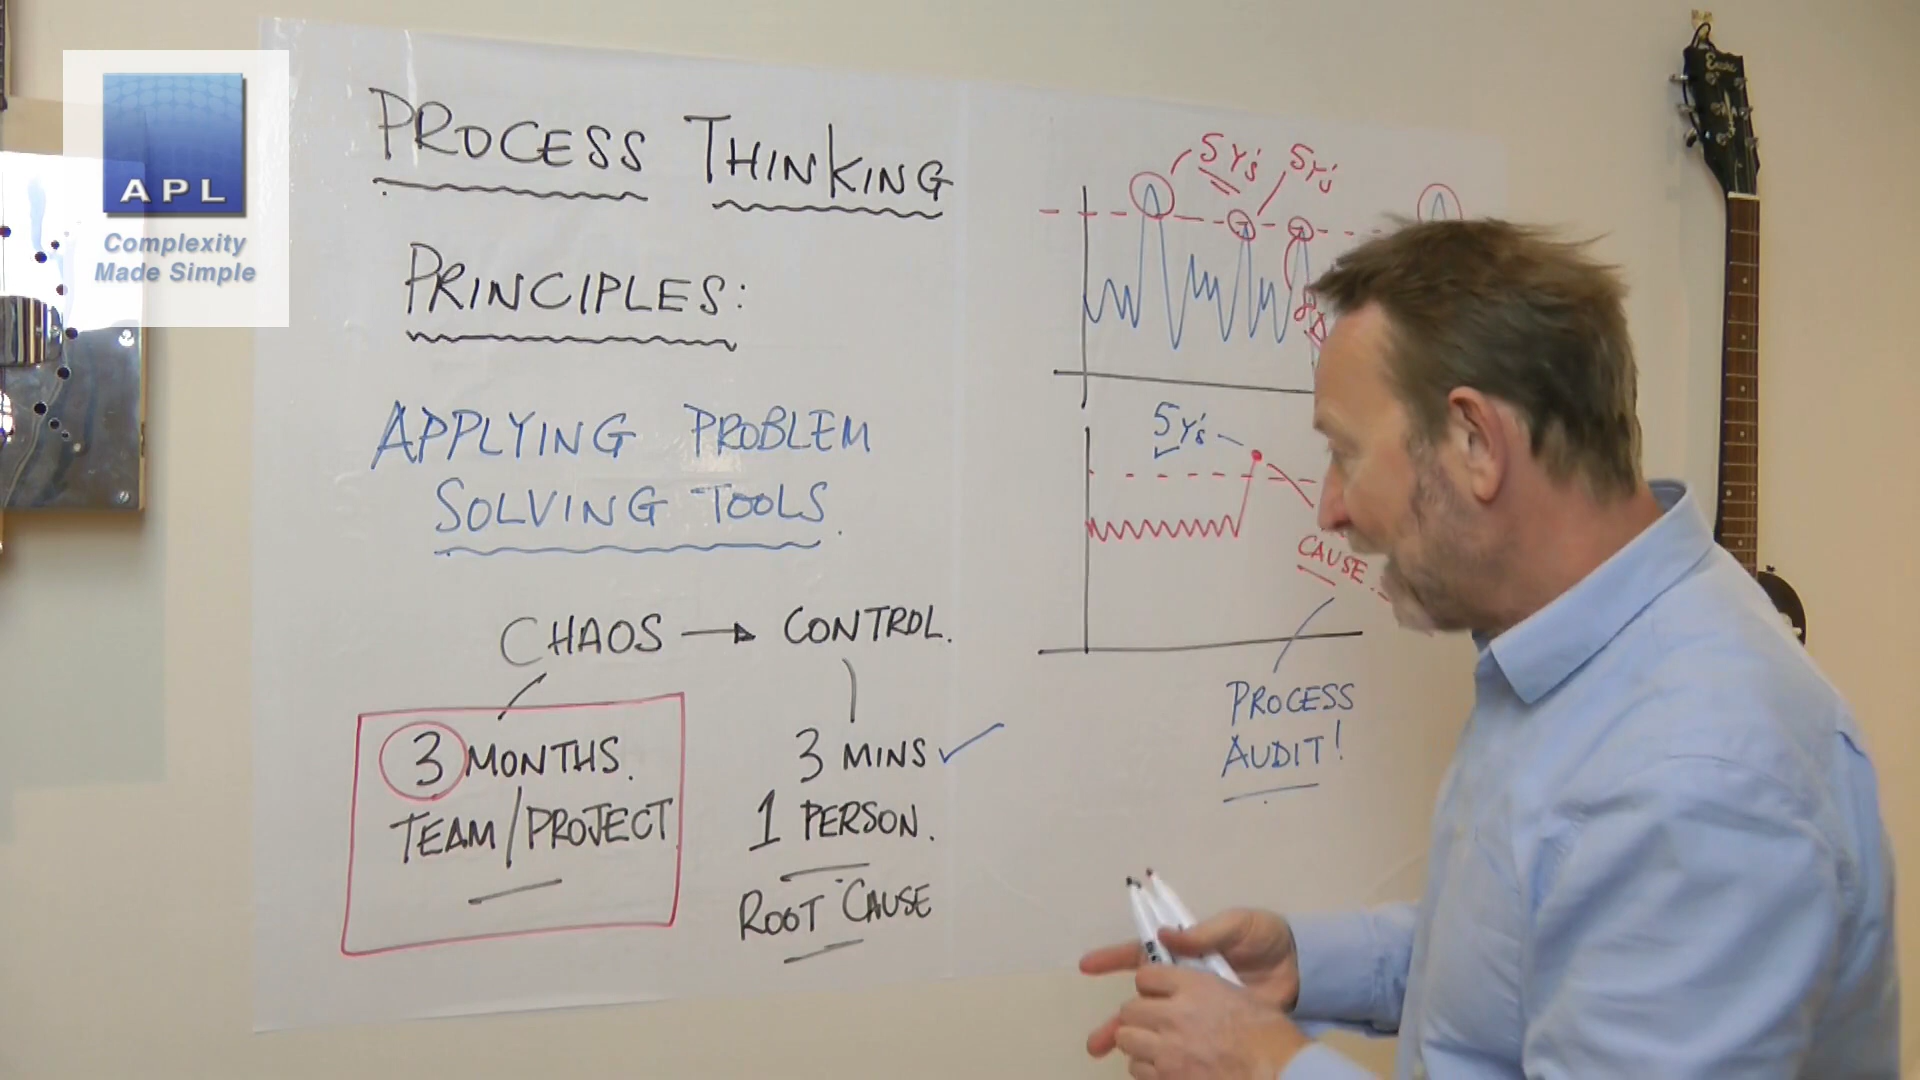 APL
Complexity
Made Simple
PROCESS THINKING
PRINCIPLES:
APPLYING PROBLEM
SOLVING TOOLS.
CHAOS → CONTROL.
3 MONTHS.
TEAM/PROJECT
3 MINS ✓
1 PERSON.
ROOT CAUSE
5Y's 5Y's
5Y's
CAUSE
PROCESS
AUDIT!